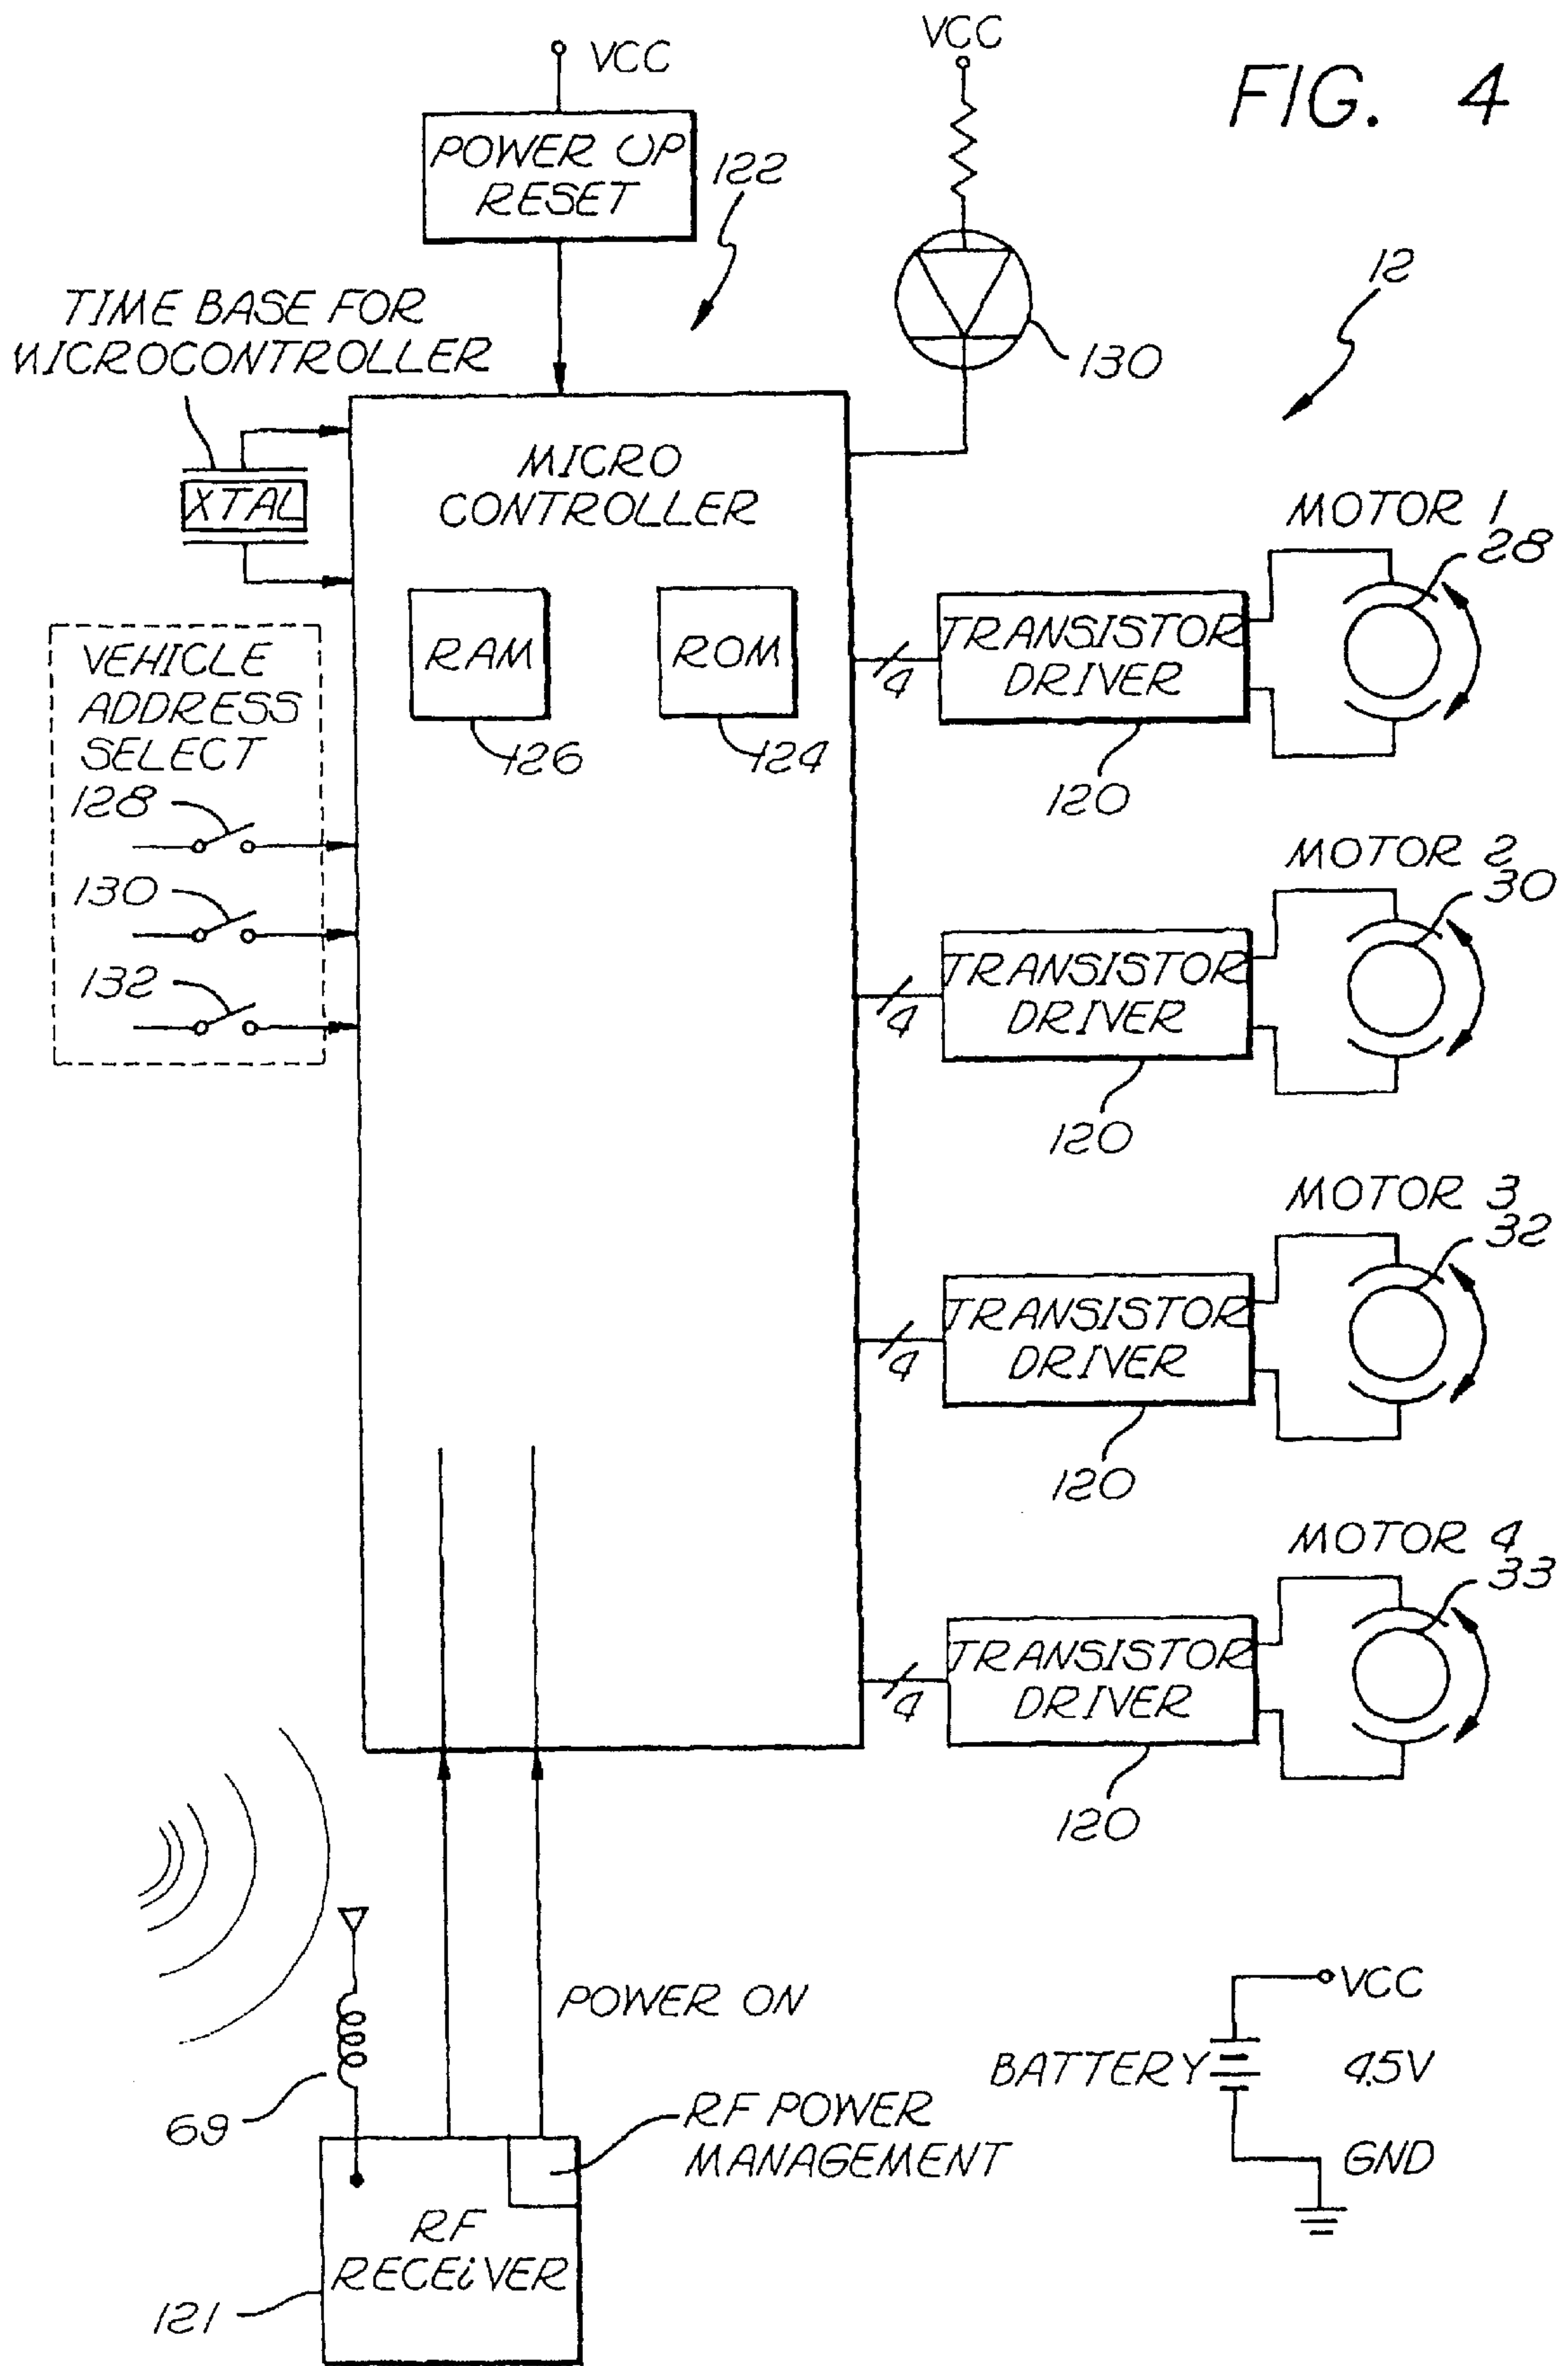 FIG. 4
VCC
POWER UP
RESET
122
VCC
130
12
TIME BASE FOR
MICROCONTROLLER
XTAL
MICRO
CONTROLLER
RAM
126
ROM
124
VEHICLE
ADDRESS
SELECT
128
130
132
MOTOR 1
28
TRANSISTOR
DRIVER
4
120
MOTOR 2
30
TRANSISTOR
DRIVER
4
120
MOTOR 3
32
TRANSISTOR
DRIVER
4
120
MOTOR 4
33
TRANSISTOR
DRIVER
4
120
POWER ON
69
RF POWER
MANAGEMENT
RF
RECEiVER
121
VCC
BATTERY
4.5V
GND